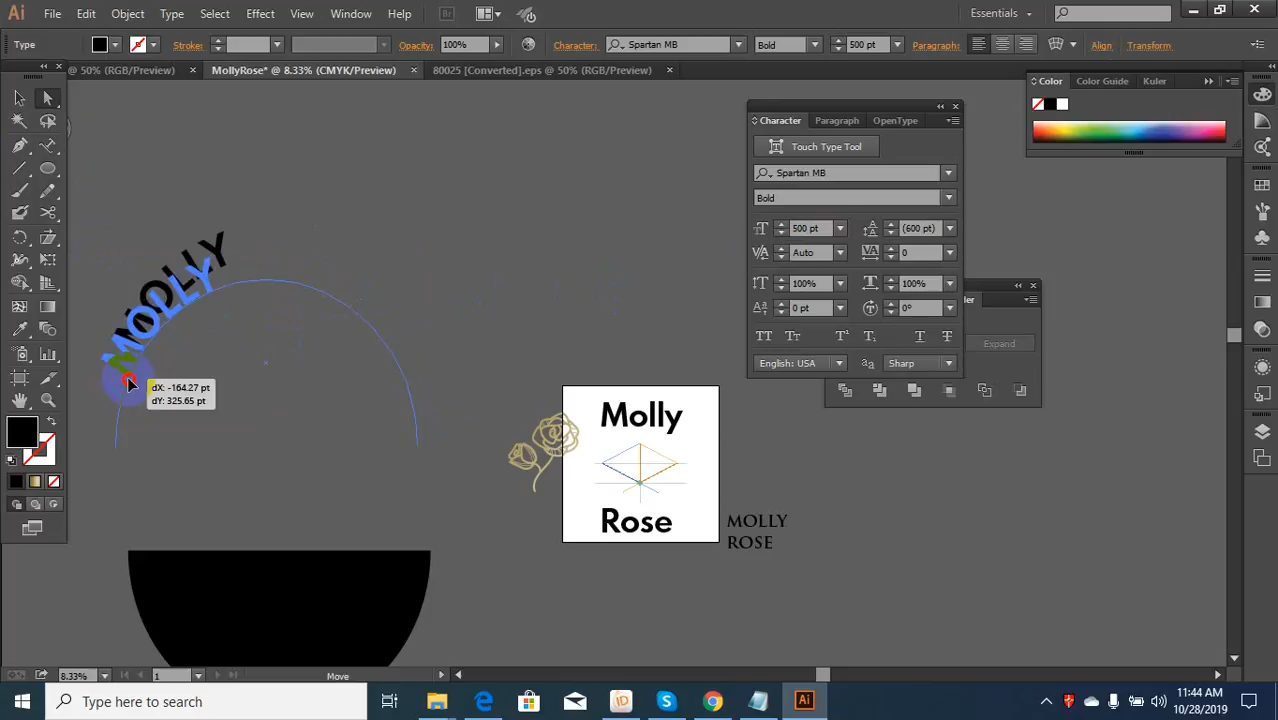 Ai File Edit Object Type Select Effect View Window Help Br Essentials
Type Stroke: Opacity: 100% Character: Spartan MB Bold 500 pt Paragraph: Align Transform
@ 50% (RGB/Preview) × MollyRose* @ 8.33% (CMYK/Preview) × 80025 [Converted].eps @ 50% (RGB/Preview) ×
Color Color Guide Ruler
Character Paragraph OpenType
Touch Type Tool
Spartan MB
Bold
500 pt (600 pt)
Auto 0
100% 100%
0 pt 0°
English: USA Sharp
Expand
MOLLY
MOLLY
dX: -164.27 pt
dY: 325.65 pt
Molly
Rose
MOLLY
ROSE
8.33% 1 Move
Type here to search
11:44 AM
10/28/2019